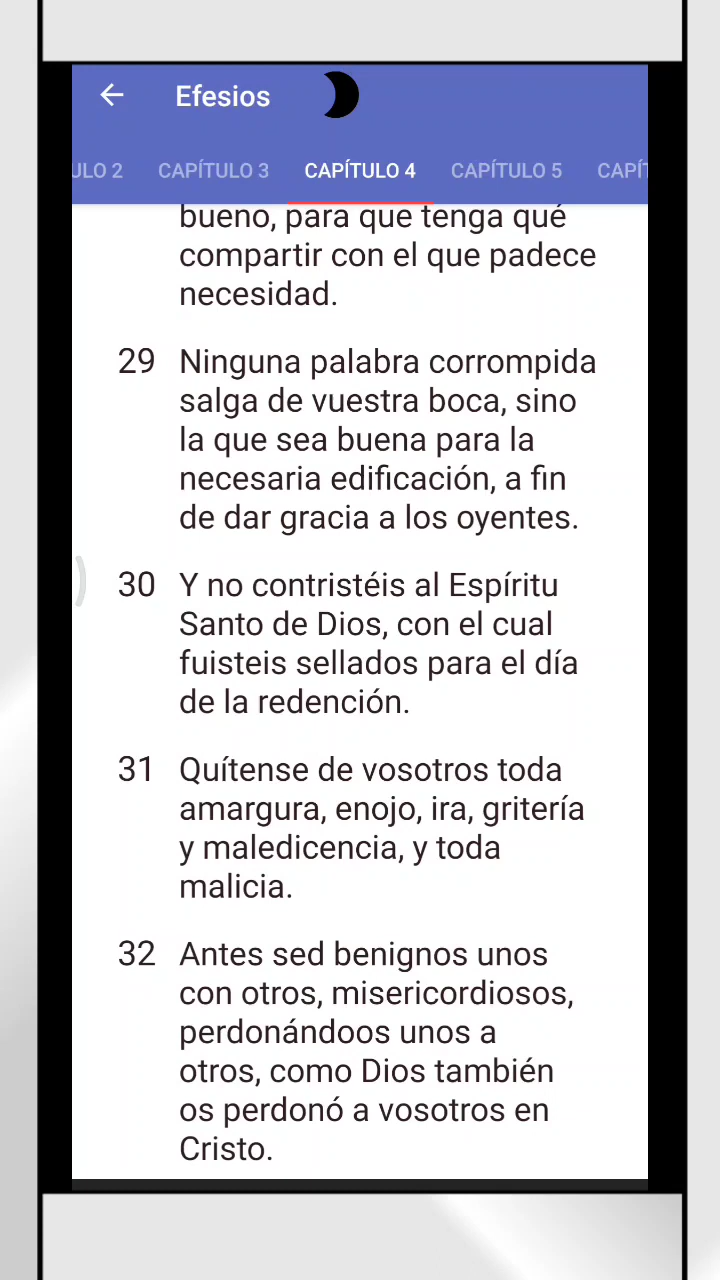 Efesios
ULO 2 CAPÍTULO 3 CAPÍTULO 4 CAPÍTULO 5 CAPÍT
bueno, para que tenga qué
compartir con el que padece
necesidad.
29 Ninguna palabra corrompida
salga de vuestra boca, sino
la que sea buena para la
necesaria edificación, a fin
de dar gracia a los oyentes.
30 Y no contristéis al Espíritu
Santo de Dios, con el cual
fuisteis sellados para el día
de la redención.
31 Quítense de vosotros toda
amargura, enojo, ira, gritería
y maledicencia, y toda
malicia.
32 Antes sed benignos unos
con otros, misericordiosos,
perdonándoos unos a
otros, como Dios también
os perdonó a vosotros en
Cristo.